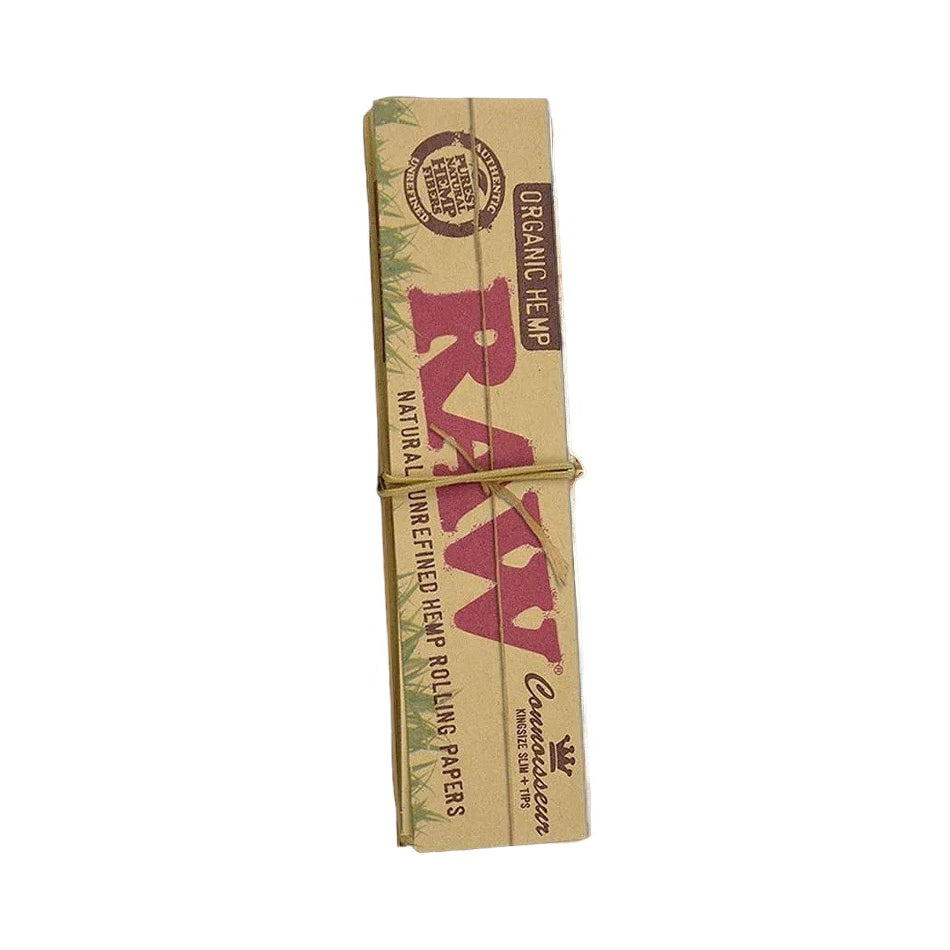 AUTHENTIC
PUREST
NATURAL
HEMP
FIBERS
UNREFINED
ORGANIC HEMP
RAW®
NATURAL UNREFINED HEMP ROLLING PAPERS
Connoisseur
KINGSIZE SLIM + TIPS